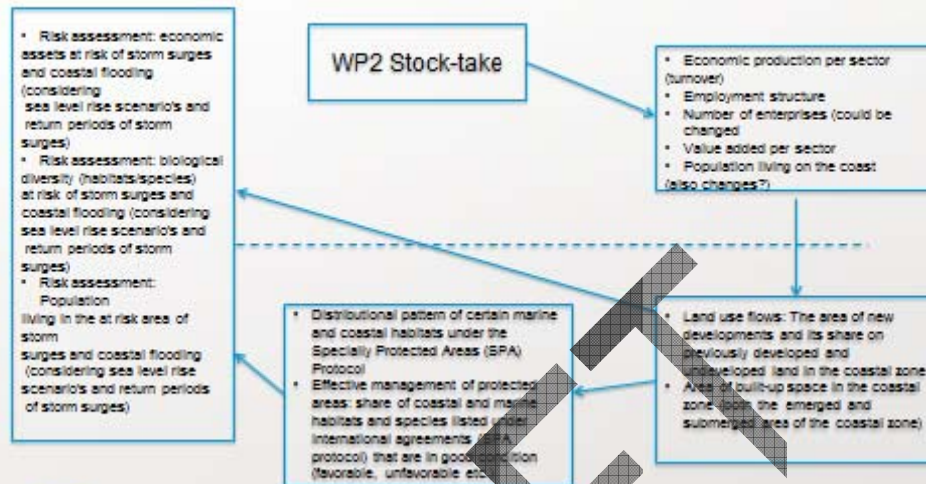 • Risk assessment: economic
assets at risk of storm surges
and coastal flooding
(considering
sea level rise scenario's and
return periods of storm
surges)
• Risk assessment: biological
diversity (habitats/species)
at risk of storm surges and
coastal flooding (considering
sea level rise scenario's and
return periods of storm
surges)
• Risk assessment:
Population
living in the at risk area of
storm
surges and coastal flooding
(considering sea level rise
scenario's and return periods
of storm surges)
WP2 Stock-take
• Economic production per sector
(turnover)
• Employment structure
• Number of enterprises (could be
changed
• Value added per sector
• Population living on the coast
(also changes?)
• Distributional pattern of certain marine
and coastal habitats under the
Specially Protected Areas (SPA)
Protocol
• Effective management of protected
areas: share of coastal and marine
habitats and species listed under
international agreements (SPA
protocol) that are in good condition
(favorable, unfavorable etc
• Land use flows: The area of new
developments and its share on
previously developed and
undeveloped land in the coastal zone
• Area of built-up space in the coastal
zone (both the emerged and
submerged area of the coastal zone)